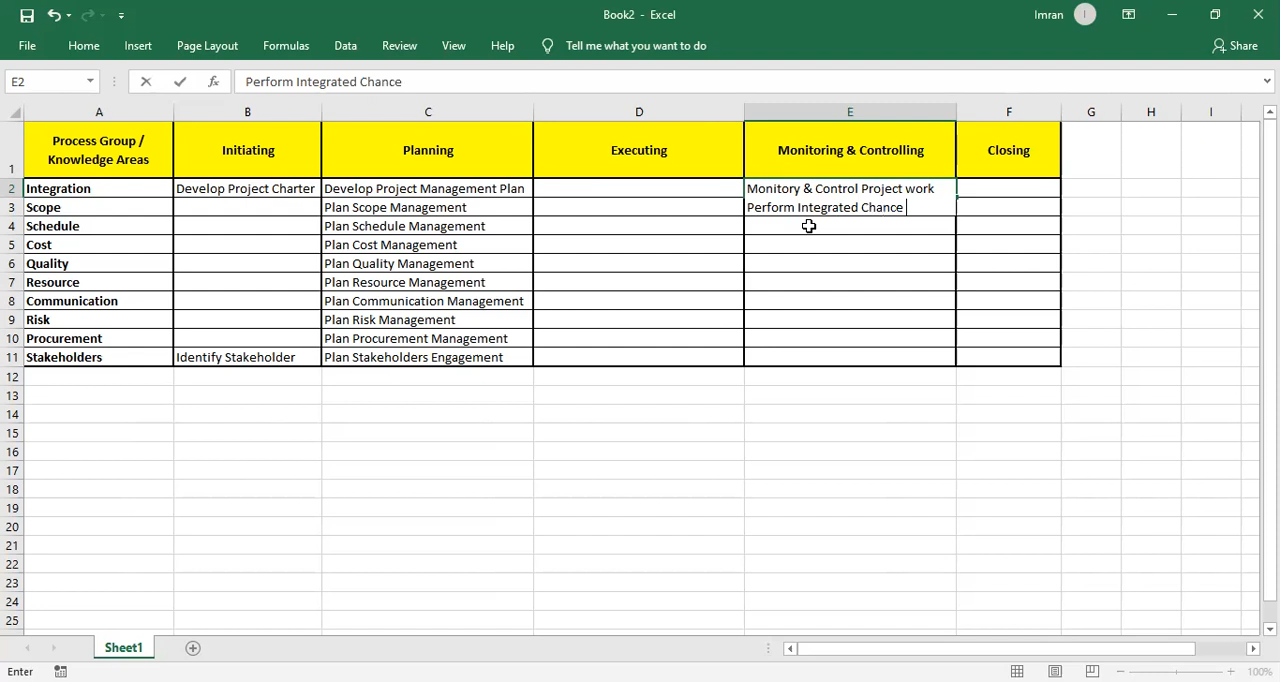 Book2 - Excel
Imran
I
File Home Insert Page Layout Formulas Data Review View Help Tell me what you want to do
Share
E2
fx
Perform Integrated Chance
A B C D E F G H I
1 Process Group / Knowledge Areas Initiating Planning Executing Monitoring & Controlling Closing
2 Integration Develop Project Charter Develop Project Management Plan Monitory & Control Project work
3 Scope Plan Scope Management Perform Integrated Chance
4 Schedule Plan Schedule Management
5 Cost Plan Cost Management
6 Quality Plan Quality Management
7 Resource Plan Resource Management
8 Communication Plan Communication Management
9 Risk Plan Risk Management
10 Procurement Plan Procurement Management
11 Stakeholders Identify Stakeholder Plan Stakeholders Engagement
12
13
14
15
16
17
18
19
20
21
22
23
24
25
Sheet1
Enter
100%